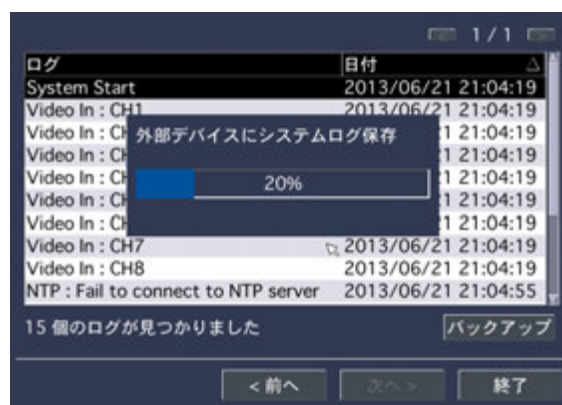 1 / 1
ログ 日付
System Start 2013/06/21 21:04:19
Video In : CH1 2013/06/21 21:04:19
Video In : 21:04:19
外部デバイスにシステムログ保存
Video In : 21:04:19
Video In : 21:04:19
20%
Video In : 21:04:19
Video In : 21:04:19
Video In : CH7 2013/06/21 21:04:19
Video In : CH8 2013/06/21 21:04:19
NTP : Fail to connect to NTP server 2013/06/21 21:04:55
15 個のログが見つかりました バックアップ
< 前へ 次へ > 終了